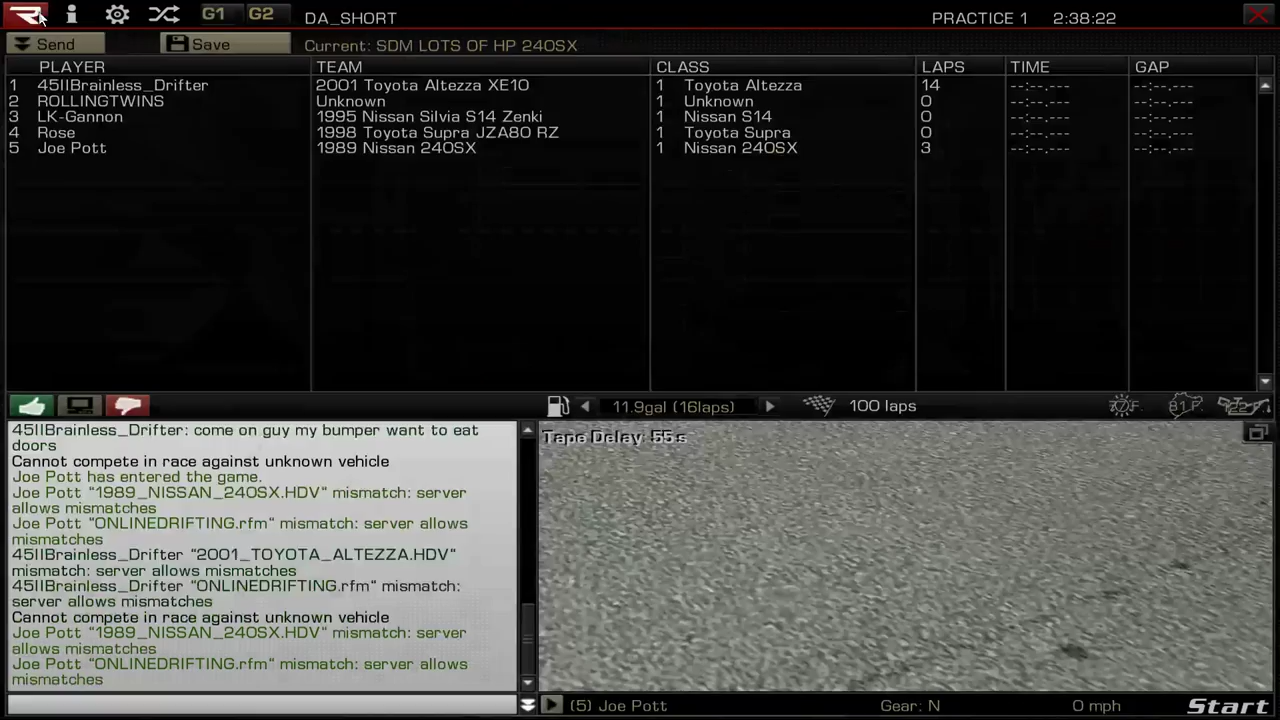 G1 G2 DA_SHORT PRACTICE 1 2:38:22
Send Save Current: SDM LOTS OF HP 240SX
PLAYER TEAM CLASS LAPS TIME GAP
1 45IIBrainless_Drifter 2001 Toyota Altezza XE10 1 Toyota Altezza 14 --:--.--- --:--.---
2 ROLLINGTWINS Unknown 1 Unknown 0 --:--.--- --:--.---
3 LK-Gannon 1995 Nissan Silvia S14 Zenki 1 Nissan S14 0 --:--.--- --:--.---
4 Rose 1998 Toyota Supra JZA80 RZ 1 Toyota Supra 0 --:--.--- --:--.---
5 Joe Pott 1989 Nissan 240SX 1 Nissan 240SX 3 --:--.--- --:--.---
11.9gal (16laps) 100 laps 77F. 81F.
45IIBrainless_Drifter: come on guy my bumper want to eat
doors
Cannot compete in race against unknown vehicle
Joe Pott has entered the game.
Joe Pott "1989_NISSAN_240SX.HDV" mismatch: server
allows mismatches
Joe Pott "ONLINEDRIFTING.rfm" mismatch: server allows
mismatches
45IIBrainless_Drifter "2001_TOYOTA_ALTEZZA.HDV"
mismatch: server allows mismatches
45IIBrainless_Drifter "ONLINEDRIFTING.rfm" mismatch:
server allows mismatches
Cannot compete in race against unknown vehicle
Joe Pott "1989_NISSAN_240SX.HDV" mismatch: server
allows mismatches
Joe Pott "ONLINEDRIFTING.rfm" mismatch: server allows
mismatches
Tape Delay: 55 s
(5) Joe Pott Gear: N 0 mph Start